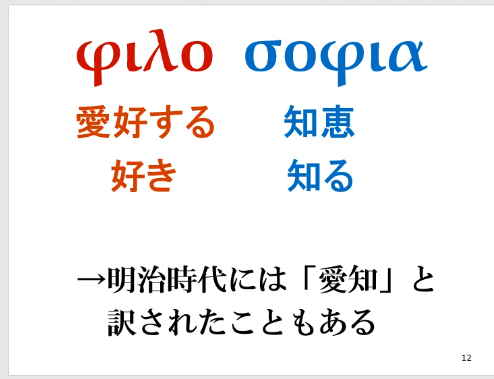 φιλο σοφια
愛好する 知恵
好き 知る
→明治時代には「愛知」と
訳されたこともある
12